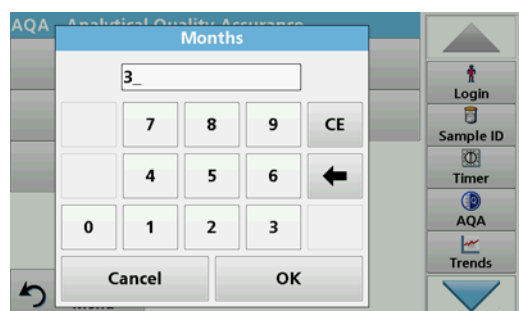 AQA - Analytical Quality Assurance
Months
3_
7 8 9 CE
4 5 6
0 1 2 3
Cancel OK
Menu
Login
Sample ID
Timer
AQA
Trends